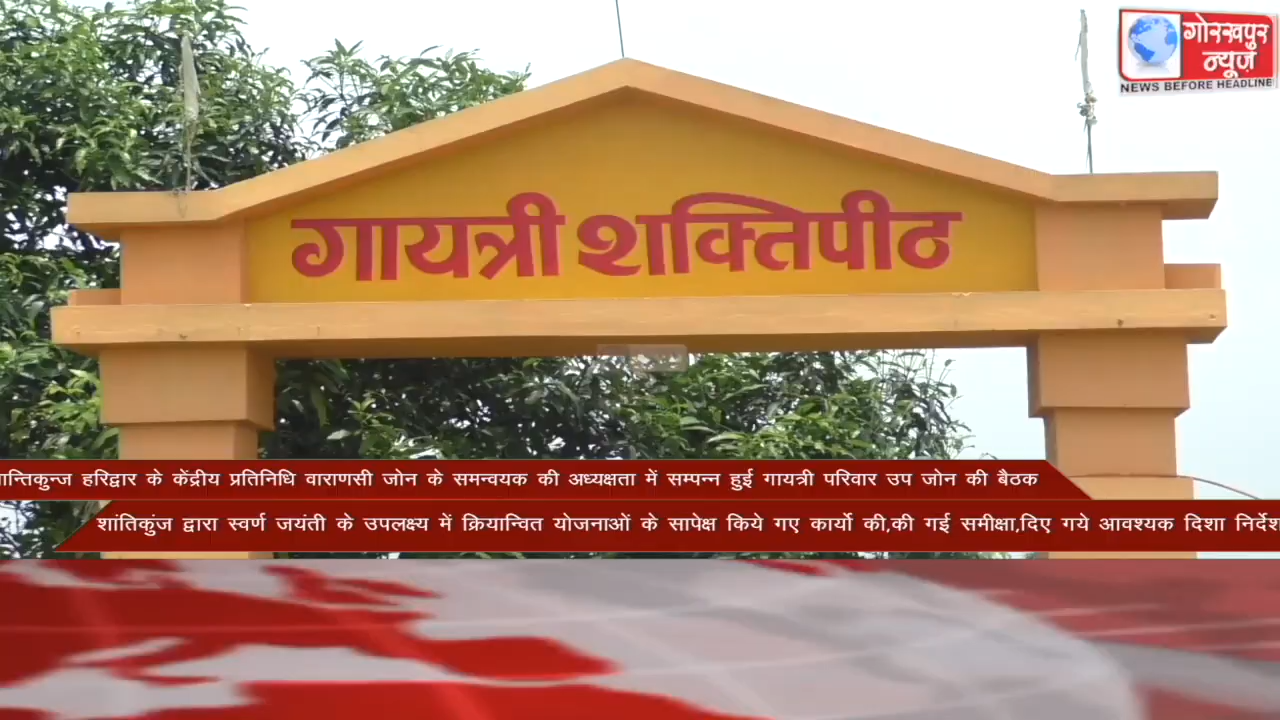 गोरखपुर
न्यूज़
NEWS BEFORE HEADLINE
गायत्री शक्तिपीठ
हरिद्वार के केंद्रीय प्रतिनिधि वाराणसी जोन के समन्वयक की अध्यक्षता में सम्पन्न हुई गायत्री परिवार उप जोन की बैठक
शांतिकुंज द्वारा स्वर्ण जयंती के उपलक्ष्य में क्रियान्वित योजनाओं के सापेक्ष किये गए कार्यो की,की गई समीक्षा,दिए गये आवश्यक दिशा निर्देश